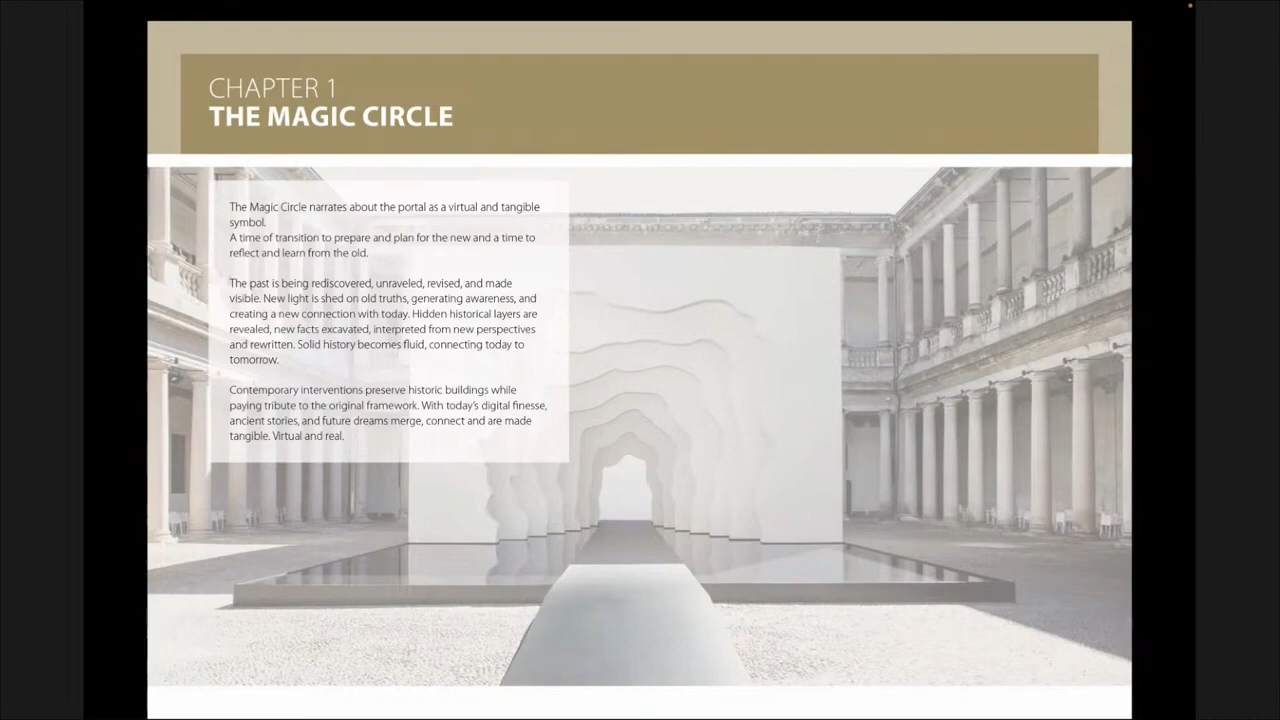 CHAPTER 1
THE MAGIC CIRCLE
The Magic Circle narrates about the portal as a virtual and tangible
symbol.
A time of transition to prepare and plan for the new and a time to
reflect and learn from the old.
The past is being rediscovered, unraveled, revised, and made
visible. New light is shed on old truths, generating awareness, and
creating a new connection with today. Hidden historical layers are
revealed, new facts excavated, interpreted from new perspectives
and rewritten. Solid history becomes fluid, connecting today to
tomorrow.
Contemporary interventions preserve historic buildings while
paying tribute to the original framework. With today's digital finesse,
ancient stories, and future dreams merge, connect and are made
tangible. Virtual and real.